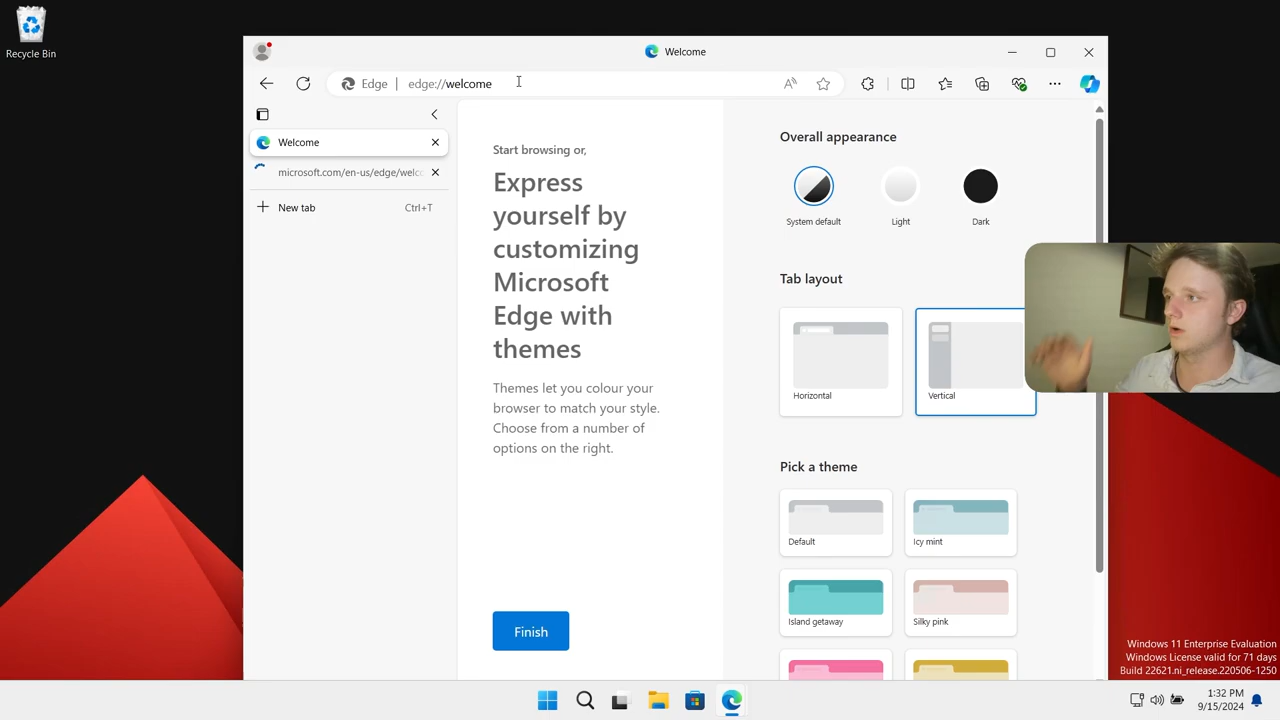 Recycle Bin
Welcome
Edge
edge://welcome
Welcome
microsoft.com/en-us/edge/welc
New tab
Ctrl+T
Start browsing or,
Express
yourself by
customizing
Microsoft
Edge with
themes
Themes let you colour your
browser to match your style.
Choose from a number of
options on the right.
Finish
Overall appearance
System default
Light
Dark
Tab layout
Horizontal
Vertical
Pick a theme
Default
Icy mint
Island getaway
Silky pink
Windows 11 Enterprise Evaluation
Windows License valid for 71 days
Build 22621.ni_release.220506-1250
1:32 PM
9/15/2024